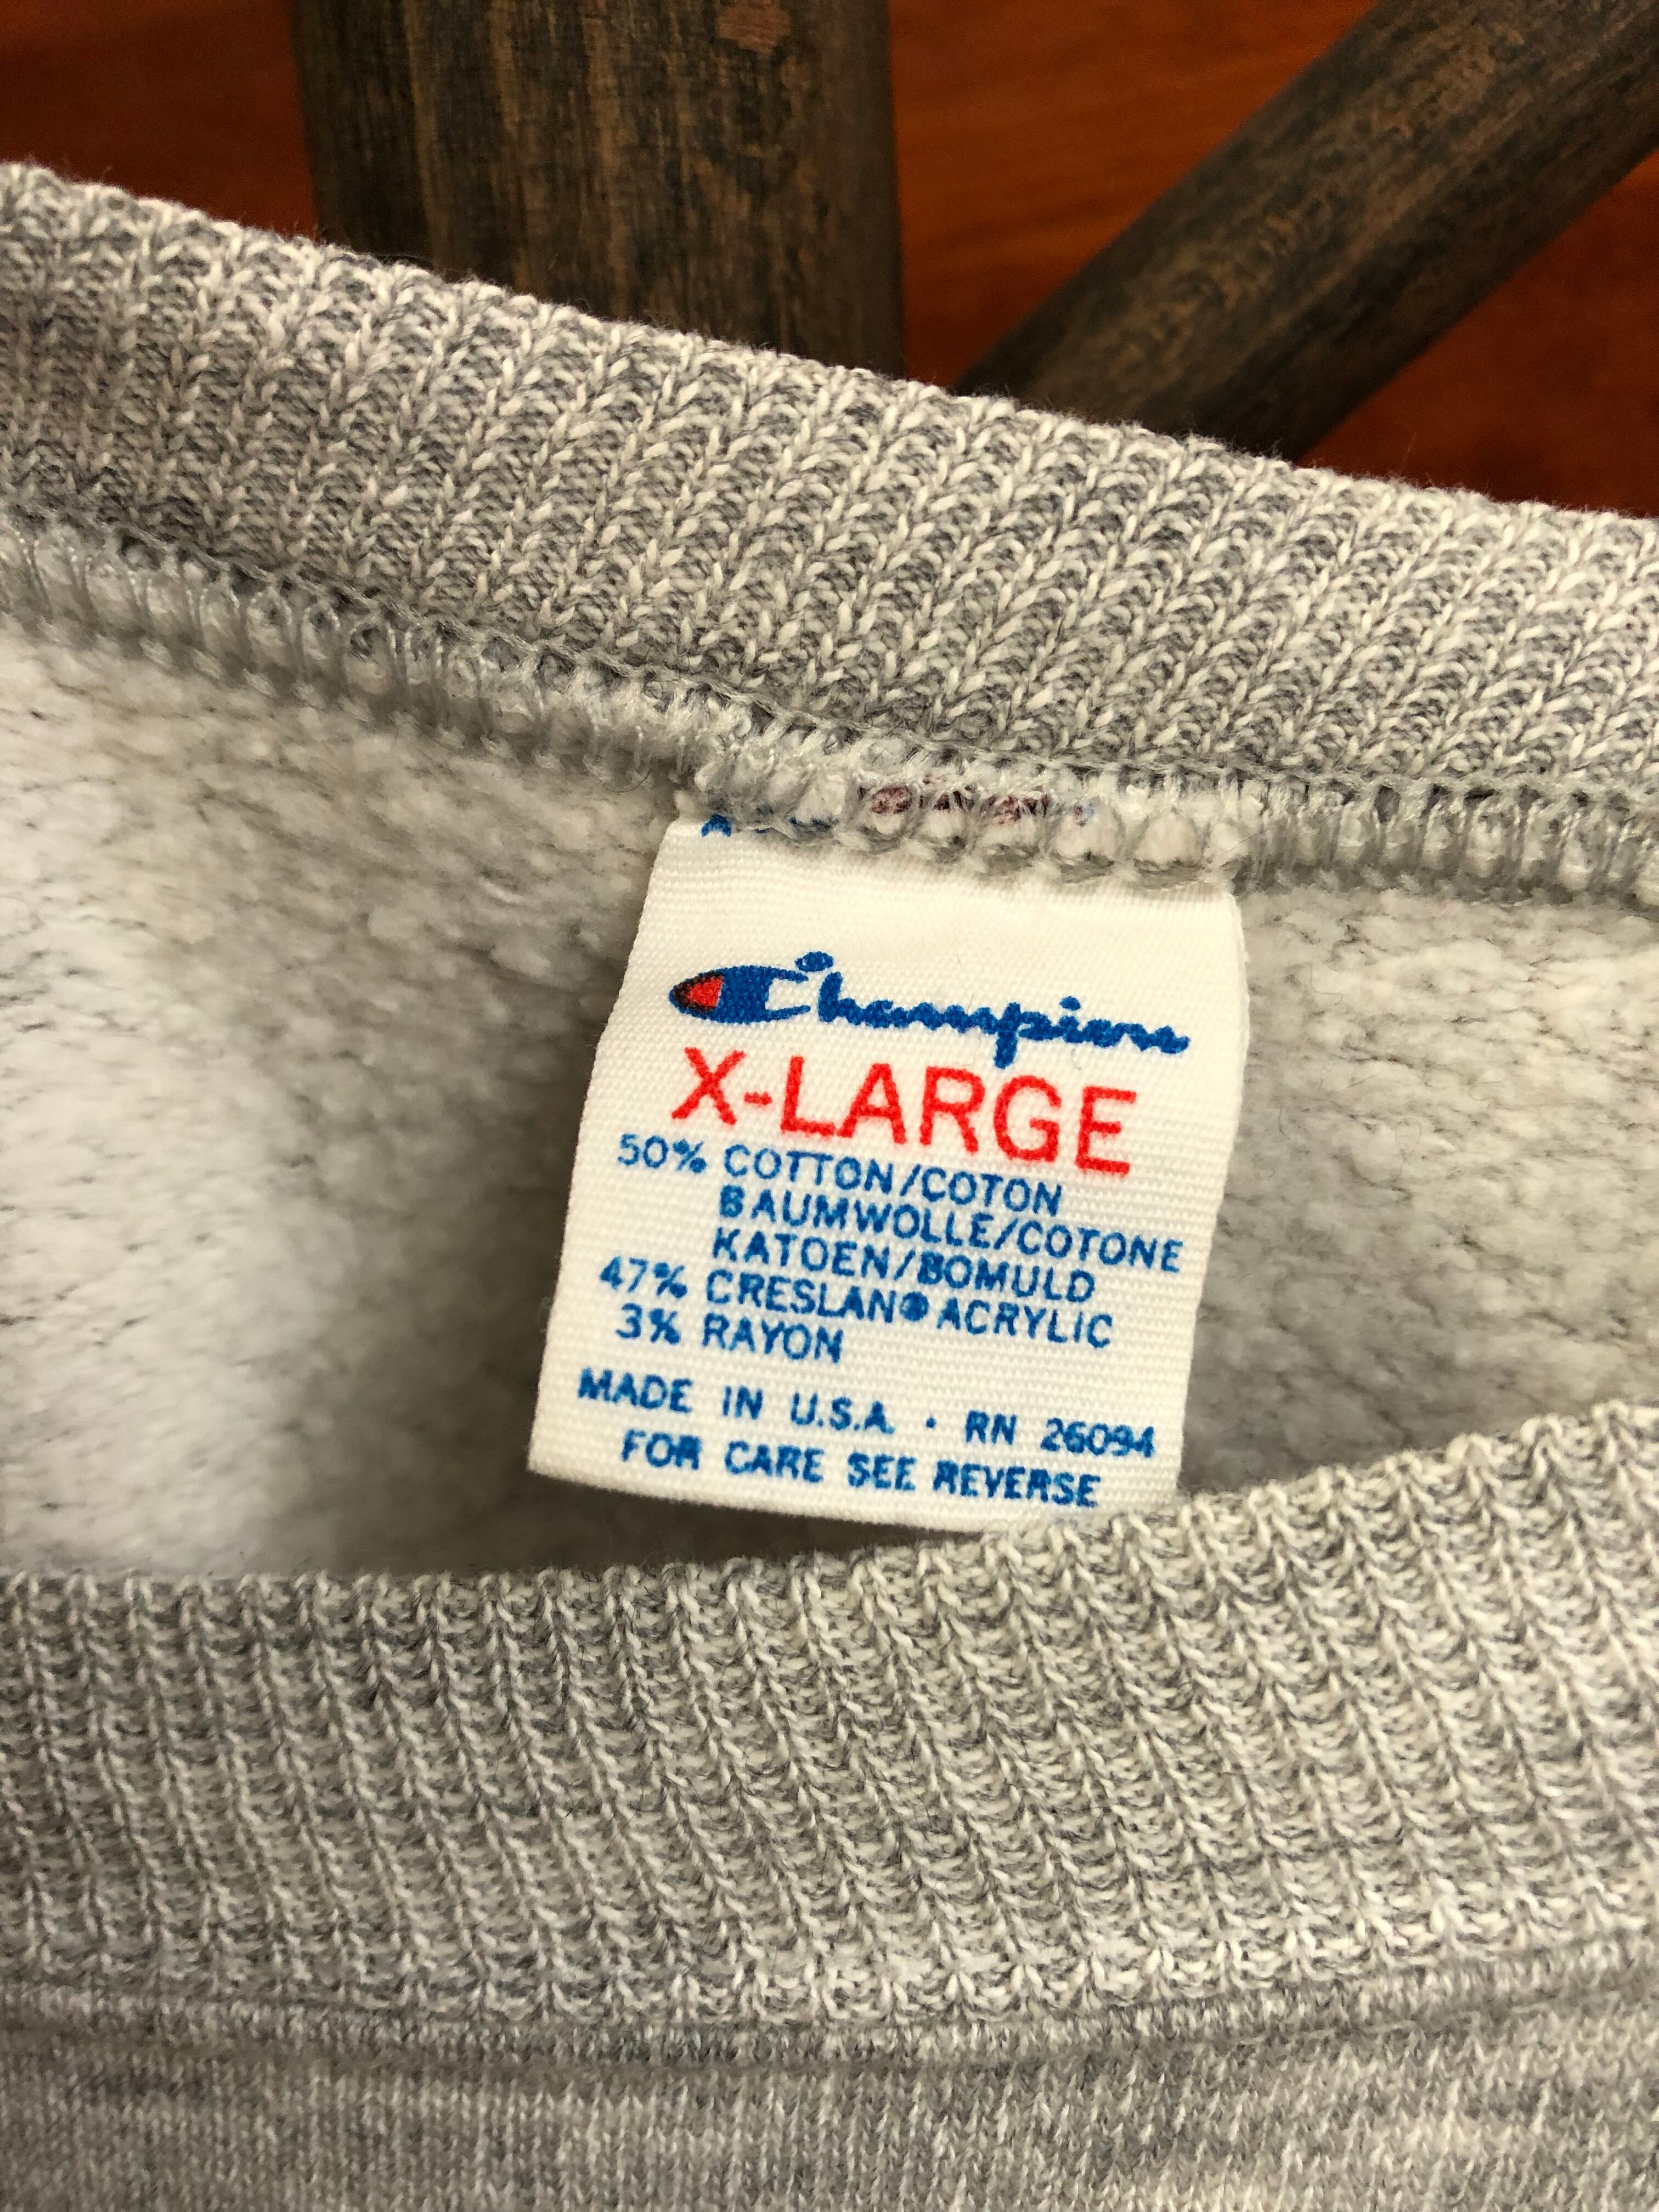 Champion
X-LARGE
50% COTTON/COTON
BAUMWOLLE/COTONE
KATOEN/BOMULD
47% CRESLAN® ACRYLIC
3% RAYON
MADE IN U.S.A. · RN 26094
FOR CARE SEE REVERSE